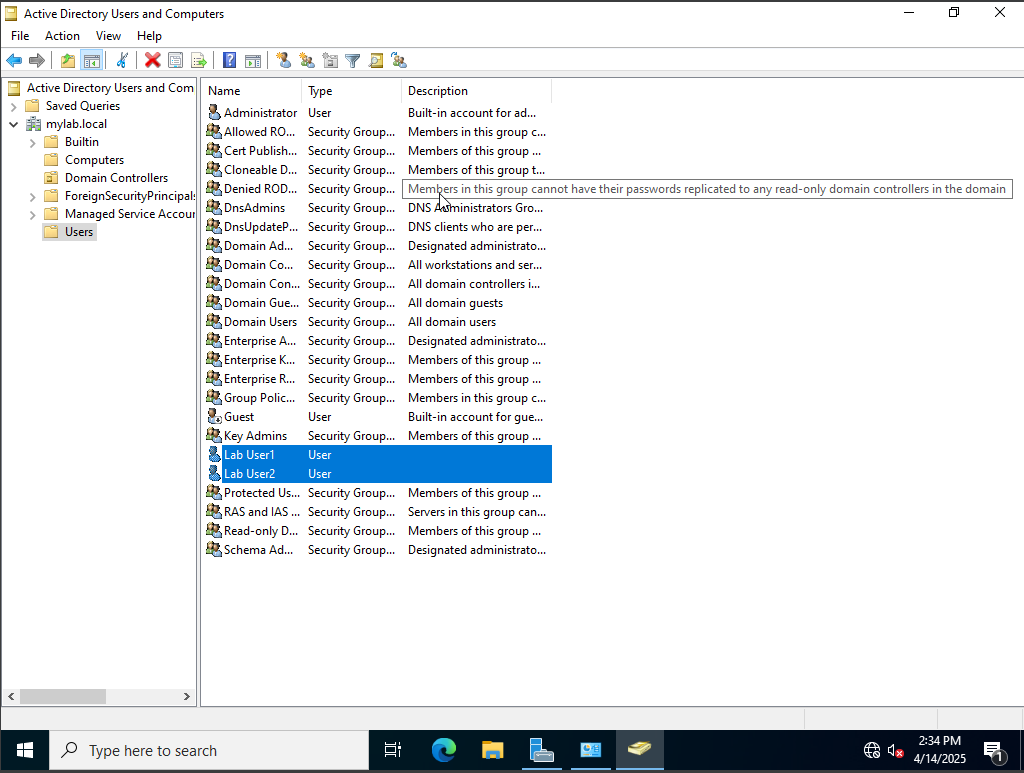 Active Directory Users and Computers
File Action View Help
Active Directory Users and Com
Saved Queries
mylab.local
Builtin
Computers
Domain Controllers
ForeignSecurityPrincipals
Managed Service Accour
Users
Name Type Description
Administrator User Built-in account for ad...
Allowed RO... Security Group... Members in this group c...
Cert Publish... Security Group... Members of this group ...
Cloneable D... Security Group... Members of this group t...
Denied ROD... Security Group... Members in this group cannot have their passwords replicated to any read-only domain controllers in the domain
DnsAdmins Security Group... DNS Administrators Gro...
DnsUpdateP... Security Group... DNS clients who are per...
Domain Ad... Security Group... Designated administrato...
Domain Co... Security Group... All workstations and ser...
Domain Con... Security Group... All domain controllers i...
Domain Gue... Security Group... All domain guests
Domain Users Security Group... All domain users
Enterprise A... Security Group... Designated administrato...
Enterprise K... Security Group... Members of this group ...
Enterprise R... Security Group... Members of this group ...
Group Polic... Security Group... Members in this group c...
Guest User Built-in account for gue...
Key Admins Security Group... Members of this group ...
Lab User1 User
Lab User2 User
Protected Us... Security Group... Members of this group ...
RAS and IAS ... Security Group... Servers in this group can...
Read-only D... Security Group... Members of this group ...
Schema Ad... Security Group... Designated administrato...
Type here to search
2:34 PM
4/14/2025
1